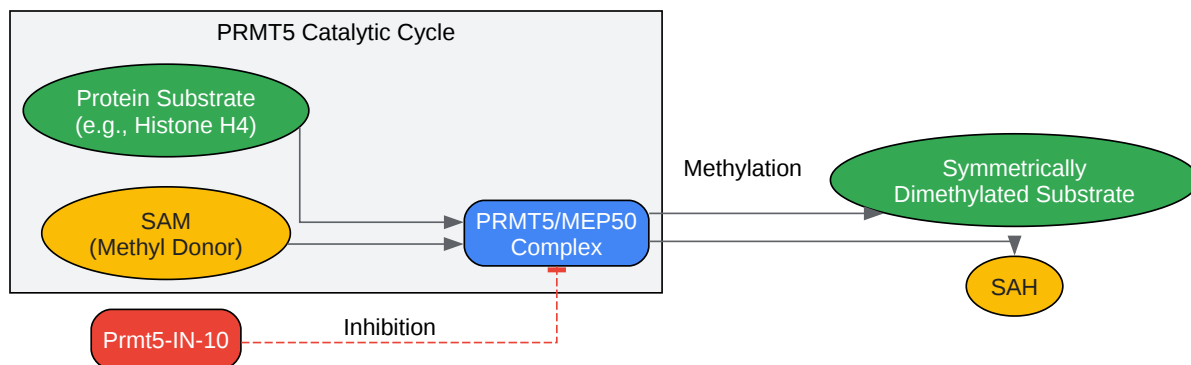 PRMT5 Catalytic Cycle
Protein Substrate
(e.g., Histone H4)
SAM
(Methyl Donor)
PRMT5/MEP50
Complex
Methylation
Symmetrically
Dimethylated Substrate
SAH
Inhibition
Prmt5-IN-10